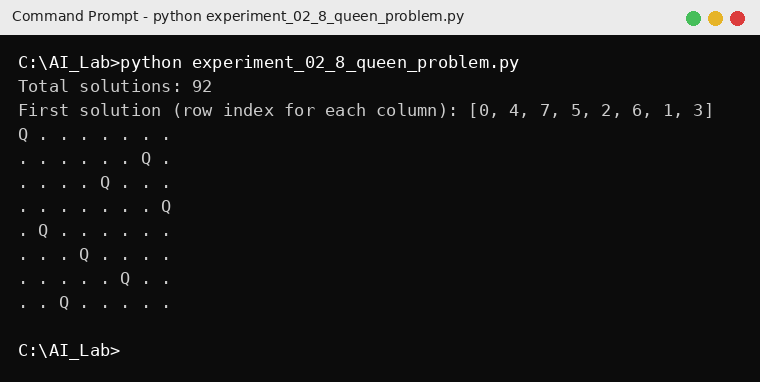 Command Prompt - python experiment_02_8_queen_problem.py
C:\AI_Lab>python experiment_02_8_queen_problem.py
Total solutions: 92
First solution (row index for each column): [0, 4, 7, 5, 2, 6, 1, 3]
Q . . . . . . .
. . . . . . Q .
. . . . Q . . .
. . . . . . . Q
. Q . . . . . .
. . . Q . . . .
. . . . . Q . .
. . Q . . . . .
C:\AI_Lab>